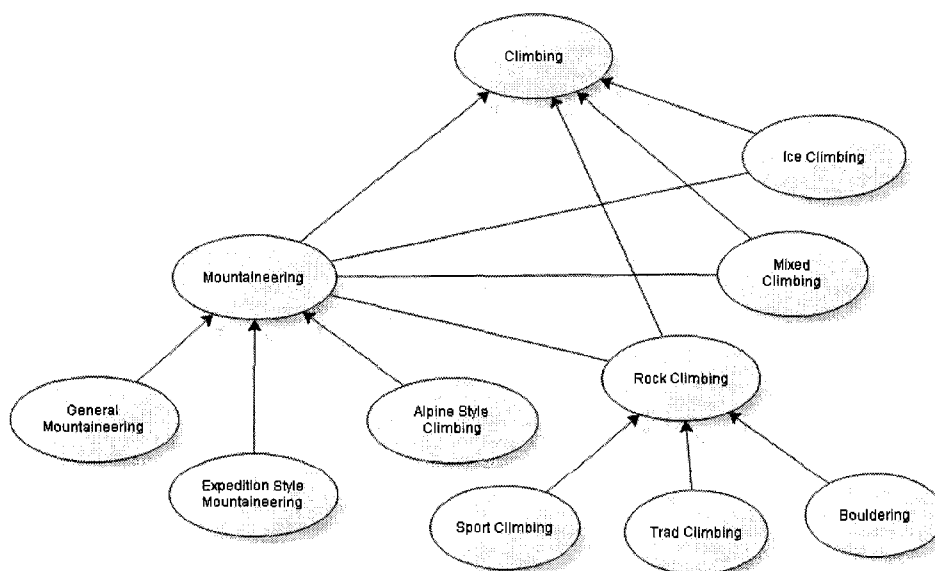 Climbing
Ice Climbing
Mountaineering
Mixed
Climbing
Rock Climbing
General
Mountaineering
Alpine Style
Climbing
Expedition Style
Mountaineering
Sport Climbing
Trad Climbing
Bouldering